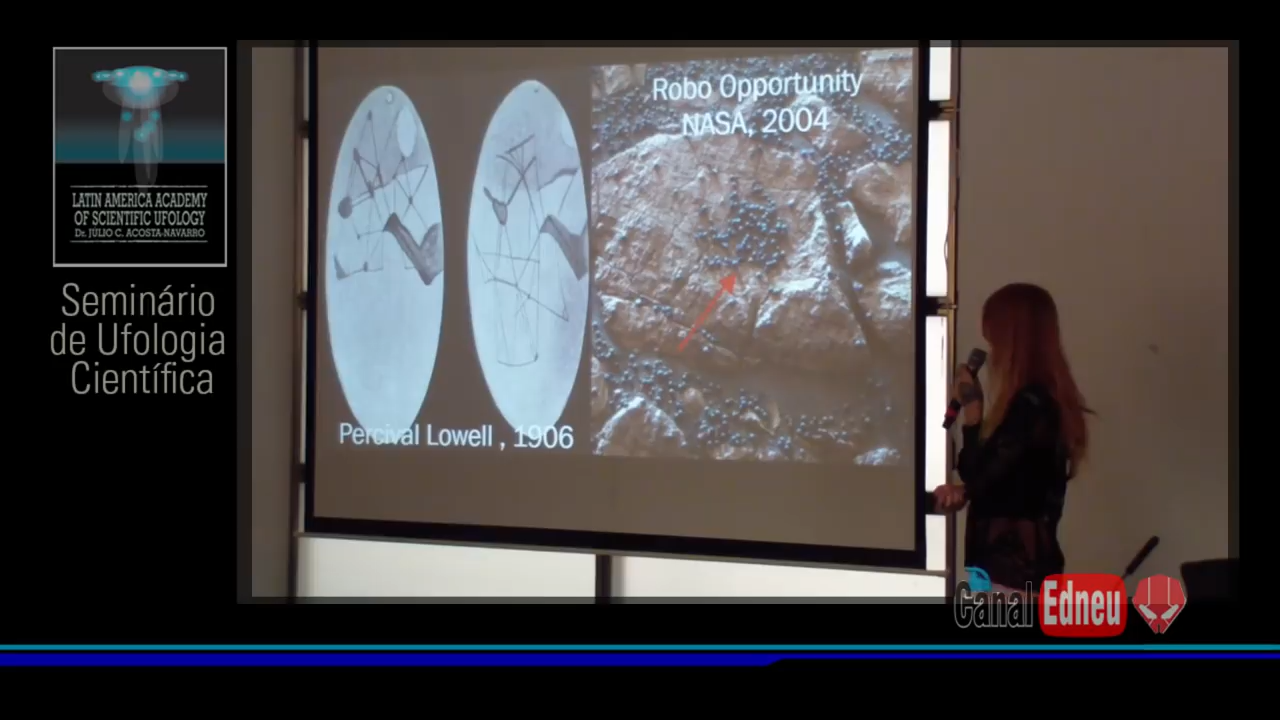 LATIN AMERICA ACADEMY
OF SCIENTIFIC UFOLOGY
Dr. JÚLIO C. ACOSTA-NAVARRO
Seminário
de Ufologia
Científica
Robo Opportunity
NASA, 2004
Percival Lowell , 1906
Canal Edneu